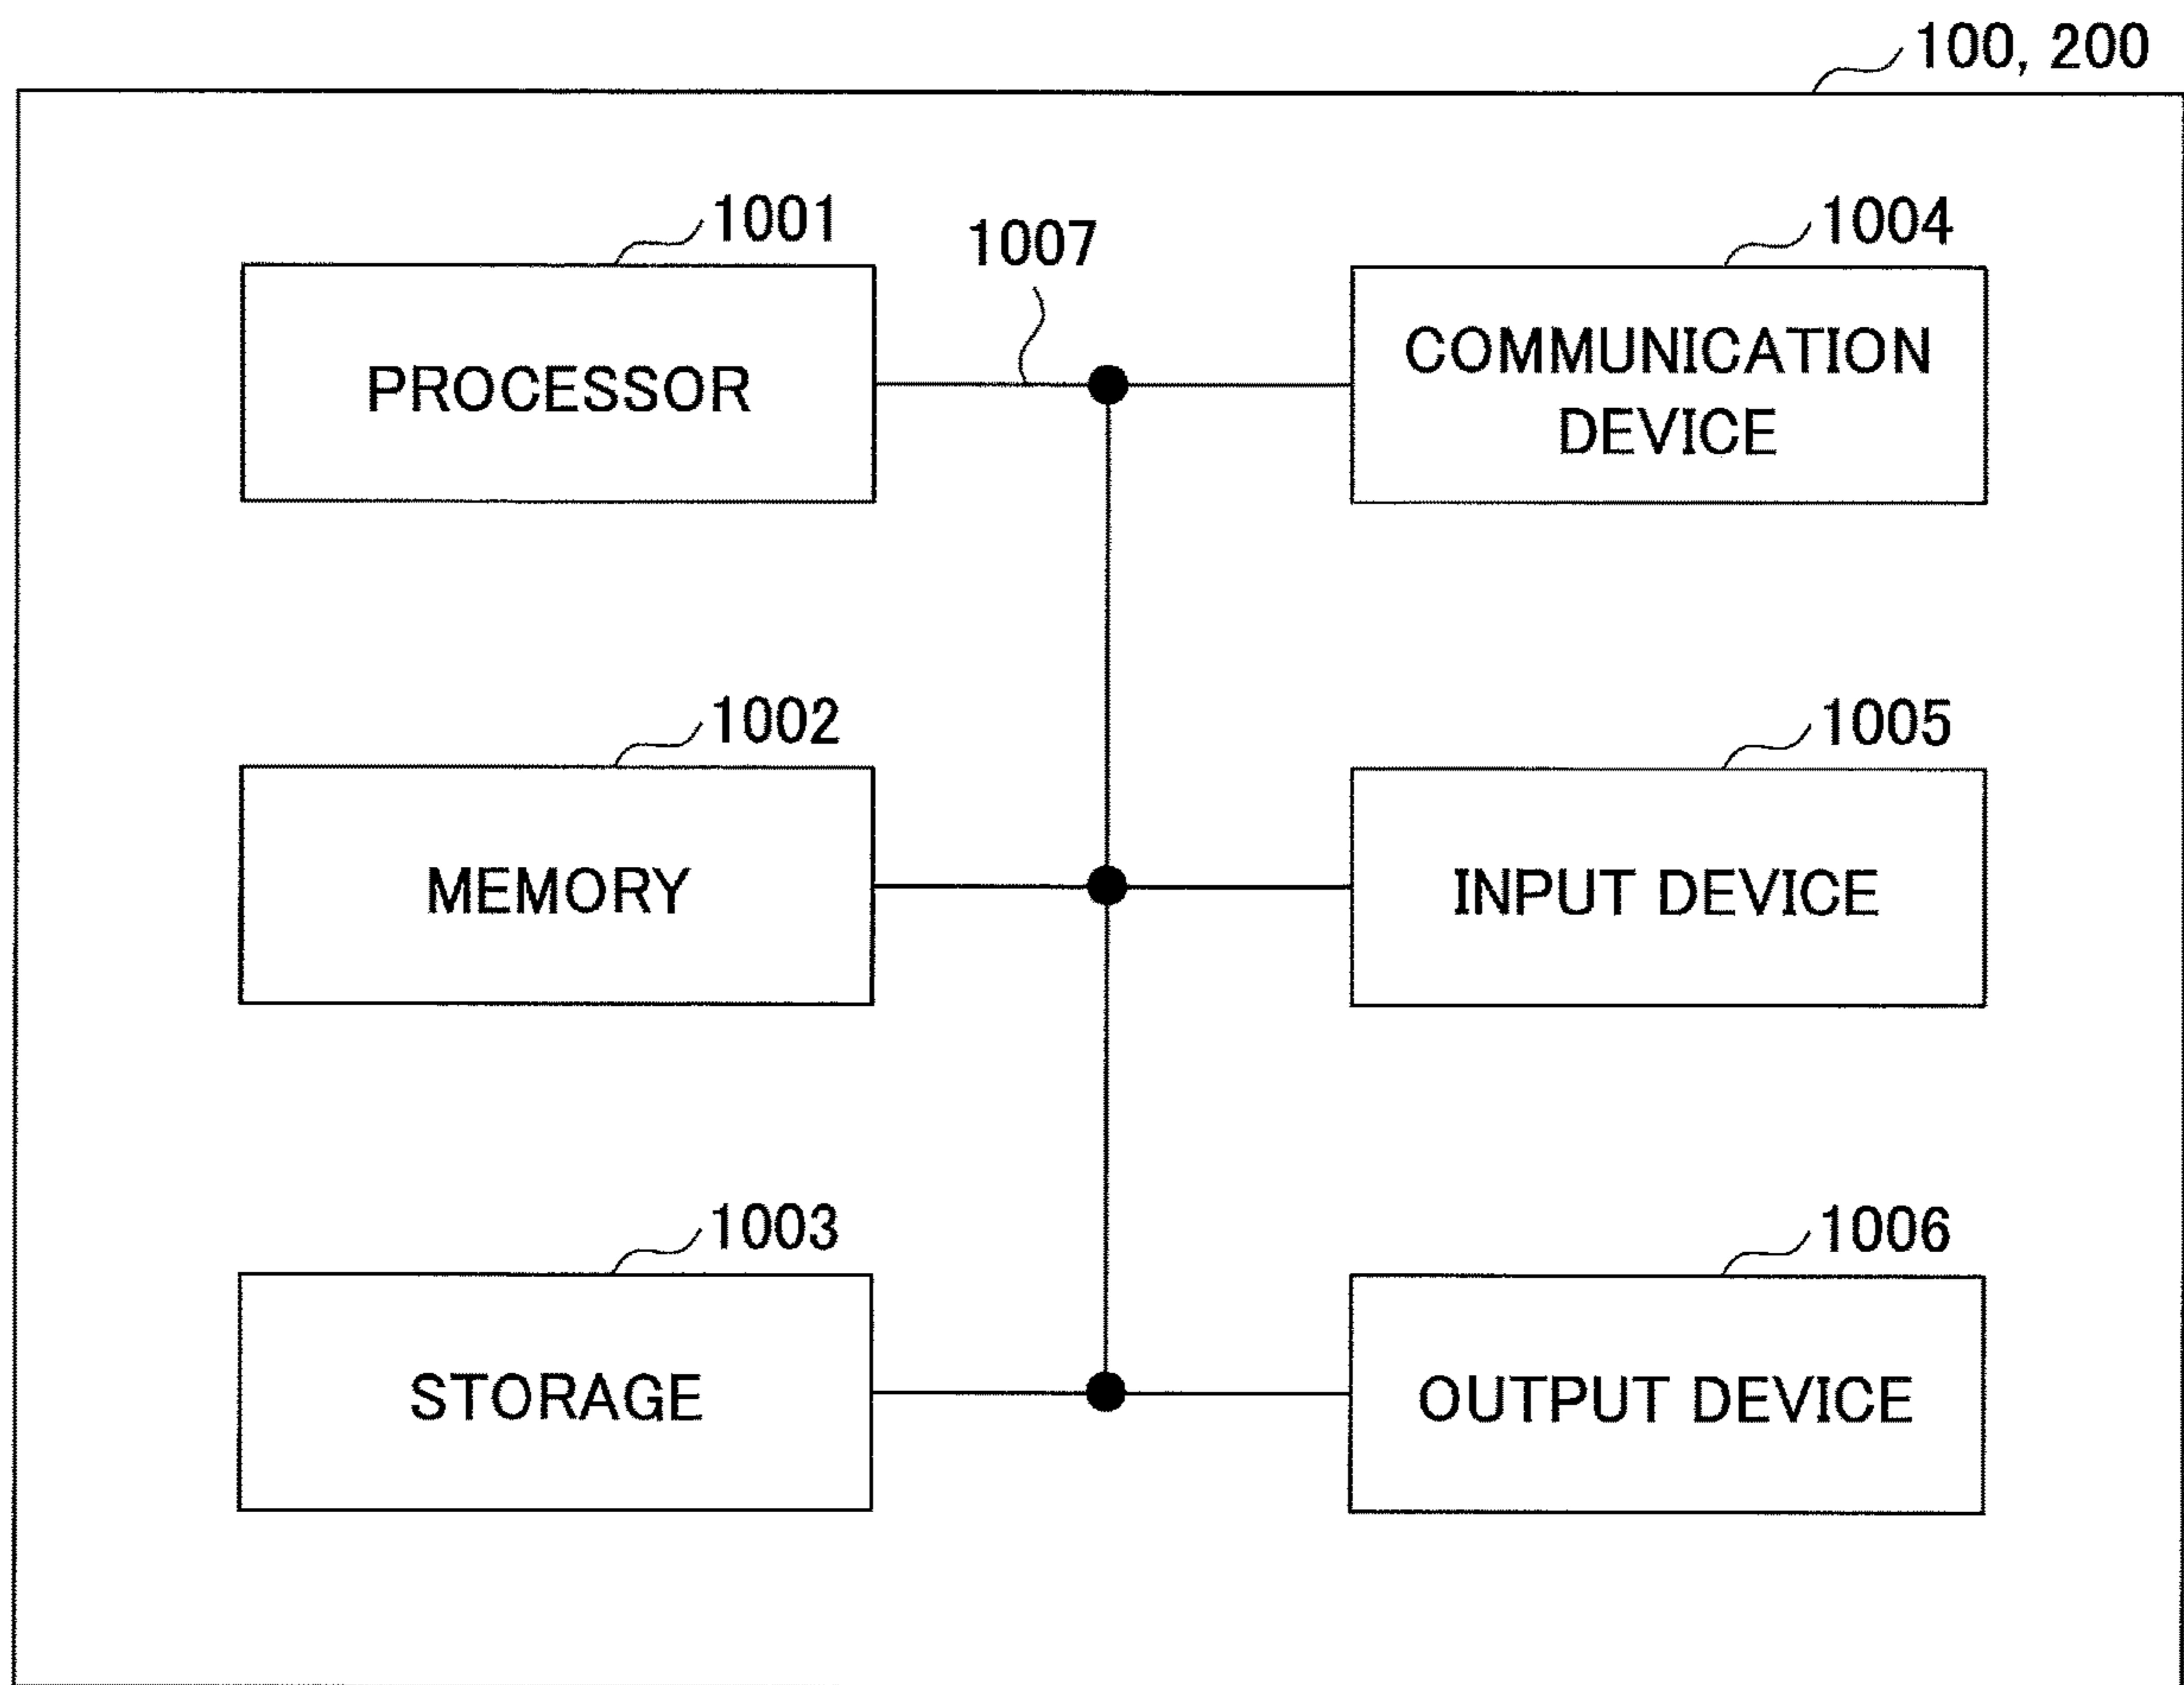 100, 200
1001
1007
1004
PROCESSOR
COMMUNICATION
DEVICE
1002
1005
MEMORY
INPUT DEVICE
1003
1006
STORAGE
OUTPUT DEVICE